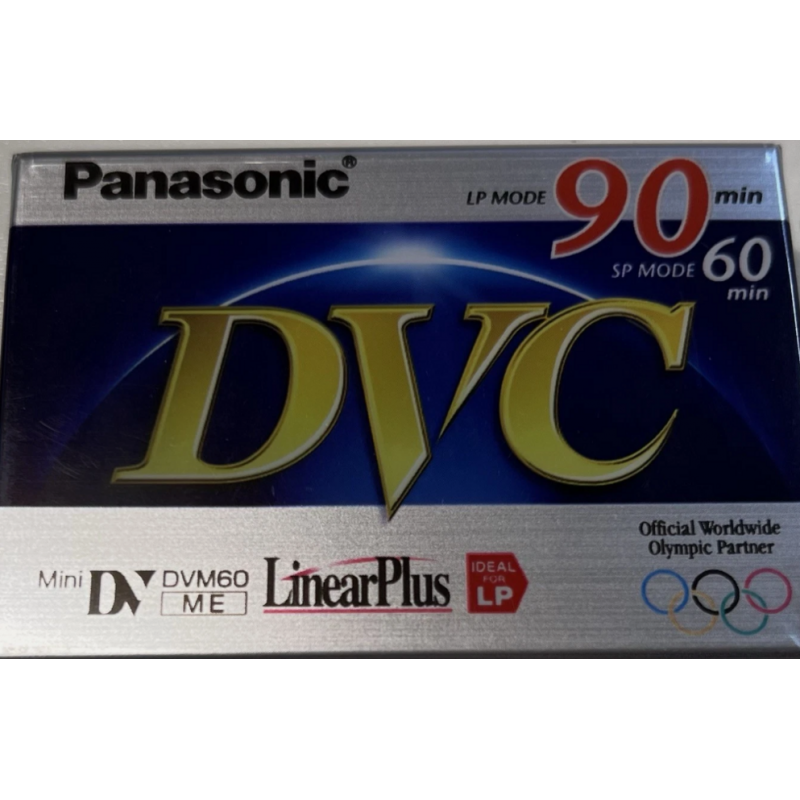 Panasonic®
LP MODE 90 min
SP MODE 60 min
DVC
Official Worldwide
Olympic Partner
Mini DV DVM60
ME
LinearPlus
IDEAL
FOR
LP